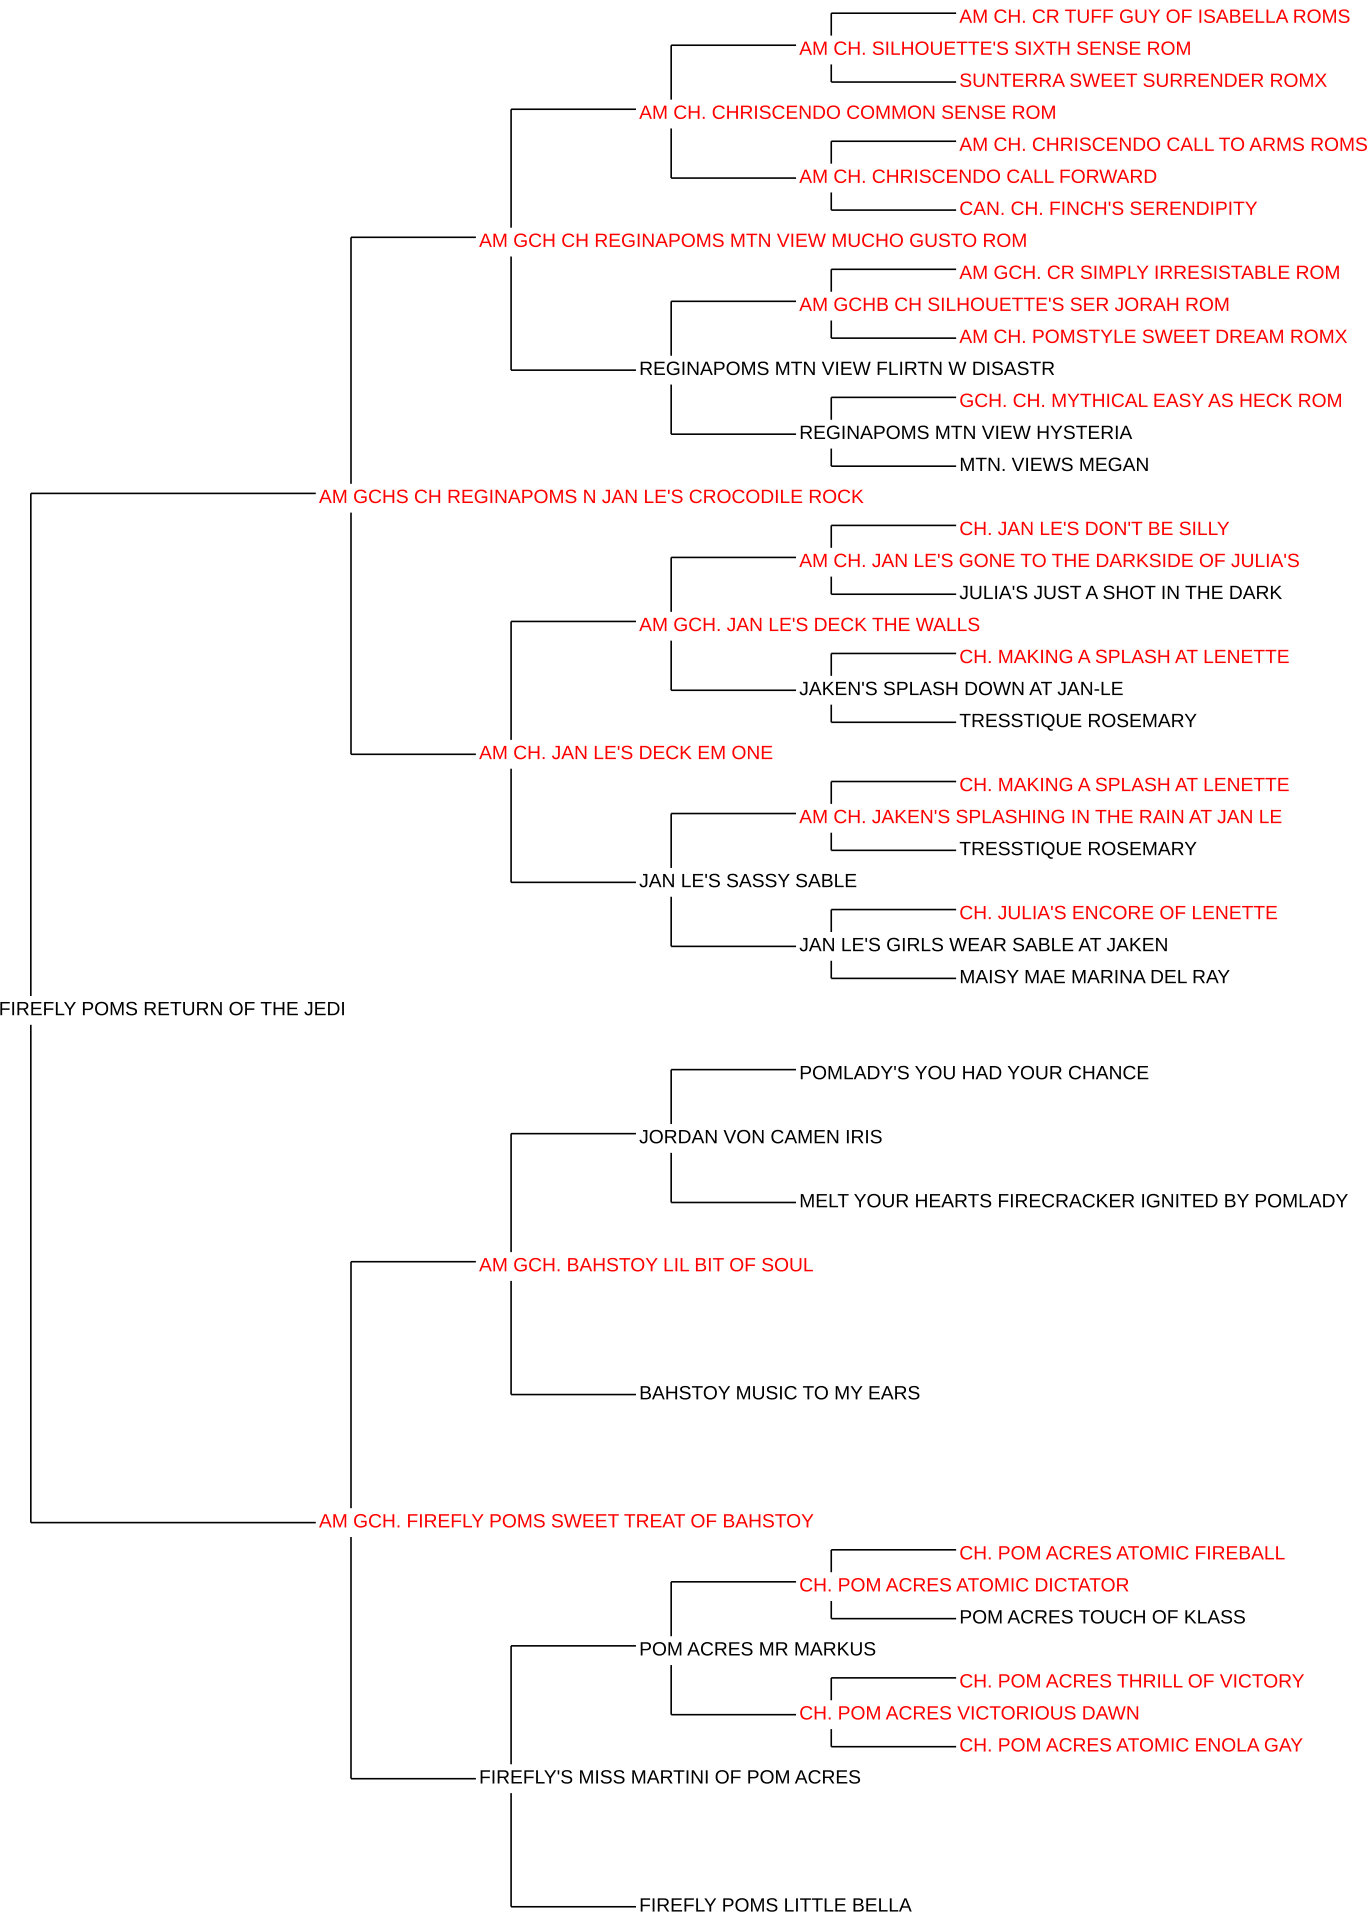 AM CH. CR TUFF GUY OF ISABELLA ROMS
AM CH. SILHOUETTE'S SIXTH SENSE ROM
SUNTERRA SWEET SURRENDER ROMX
AM CH. CHRISCENDO COMMON SENSE ROM
AM CH. CHRISCENDO CALL TO ARMS ROMS
AM CH. CHRISCENDO CALL FORWARD
CAN. CH. FINCH'S SERENDIPITY
AM GCH CH REGINAPOMS MTN VIEW MUCHO GUSTO ROM
AM GCH. CR SIMPLY IRRESISTABLE ROM
AM GCHB CH SILHOUETTE'S SER JORAH ROM
AM CH. POMSTYLE SWEET DREAM ROMX
REGINAPOMS MTN VIEW FLIRTN W DISASTR
GCH. CH. MYTHICAL EASY AS HECK ROM
REGINAPOMS MTN VIEW HYSTERIA
MTN. VIEWS MEGAN
AM GCHS CH REGINAPOMS N JAN LE'S CROCODILE ROCK
CH. JAN LE'S DON'T BE SILLY
AM CH. JAN LE'S GONE TO THE DARKSIDE OF JULIA'S
JULIA'S JUST A SHOT IN THE DARK
AM GCH. JAN LE'S DECK THE WALLS
CH. MAKING A SPLASH AT LENETTE
JAKEN'S SPLASH DOWN AT JAN-LE
TRESSTIQUE ROSEMARY
AM CH. JAN LE'S DECK EM ONE
CH. MAKING A SPLASH AT LENETTE
AM CH. JAKEN'S SPLASHING IN THE RAIN AT JAN LE
TRESSTIQUE ROSEMARY
JAN LE'S SASSY SABLE
CH. JULIA'S ENCORE OF LENETTE
JAN LE'S GIRLS WEAR SABLE AT JAKEN
MAISY MAE MARINA DEL RAY
FIREFLY POMS RETURN OF THE JEDI
POMLADY'S YOU HAD YOUR CHANCE
JORDAN VON CAMEN IRIS
MELT YOUR HEARTS FIRECRACKER IGNITED BY POMLADY
AM GCH. BAHSTOY LIL BIT OF SOUL
BAHSTOY MUSIC TO MY EARS
AM GCH. FIREFLY POMS SWEET TREAT OF BAHSTOY
CH. POM ACRES ATOMIC FIREBALL
CH. POM ACRES ATOMIC DICTATOR
POM ACRES TOUCH OF KLASS
POM ACRES MR MARKUS
CH. POM ACRES THRILL OF VICTORY
CH. POM ACRES VICTORIOUS DAWN
CH. POM ACRES ATOMIC ENOLA GAY
FIREFLY'S MISS MARTINI OF POM ACRES
FIREFLY POMS LITTLE BELLA